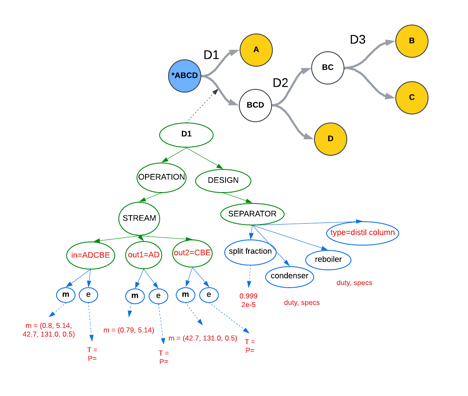 D1
A
D3
B
*ABCD
BC
D2
BCD
C
D
D1
OPERATION
DESIGN
STREAM
SEPARATOR
in=ADCBE
out1=AD
out2=CBE
split fraction
type=distil column
reboiler
condenser
m
e
m
e
m
e
0.999
2e-5
duty, specs
duty, specs
m = (0.8, 5.14,
42.7, 131.0, 0.5)
m = (0.79, 5.14)
m = (42.7, 131.0, 0.5)
T =
P=
T =
P=
T =
P=